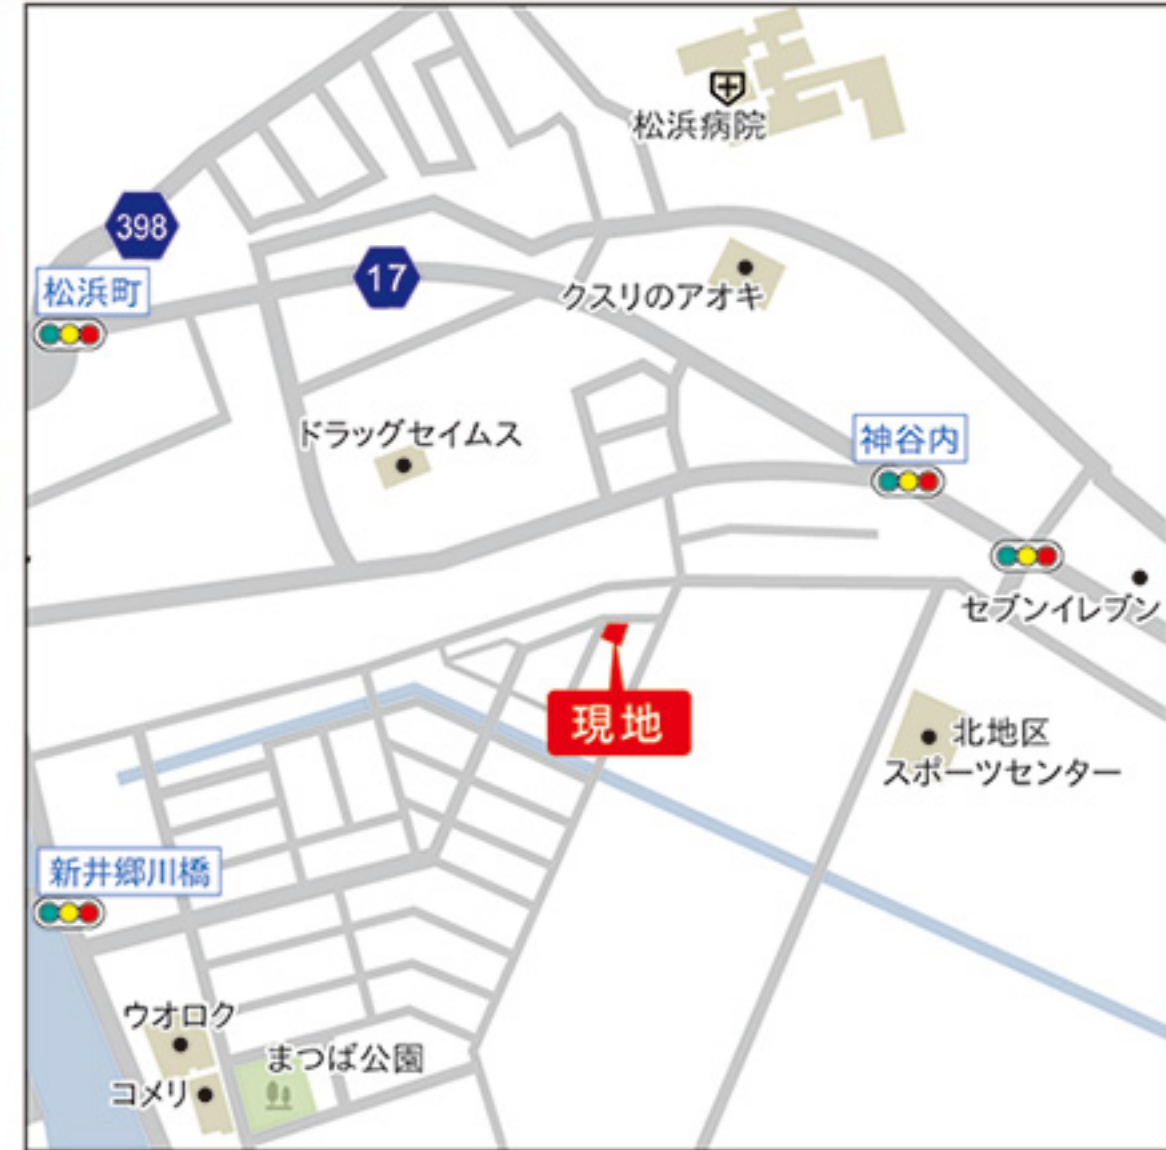 松浜病院
398
松浜町
17
クスリのアオキ
ドラッグセイムス
神谷内
セブンイレブン
現地
北地区
スポーツセンター
新井郷川橋
ウオロク
まつば公園
コメリ